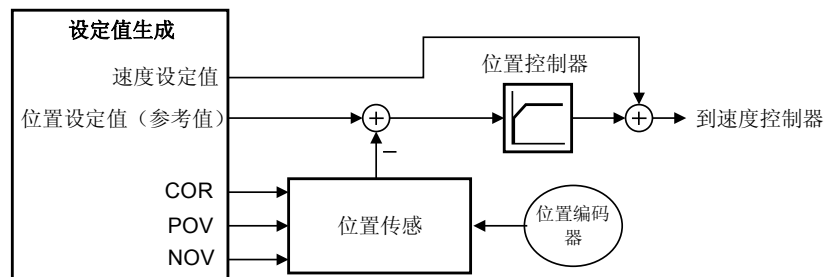 设定值生成
速度设定值
位置控制器
位置设定值（参考值）
到速度控制器
COR
POV
NOV
位置传感
位置编码
器